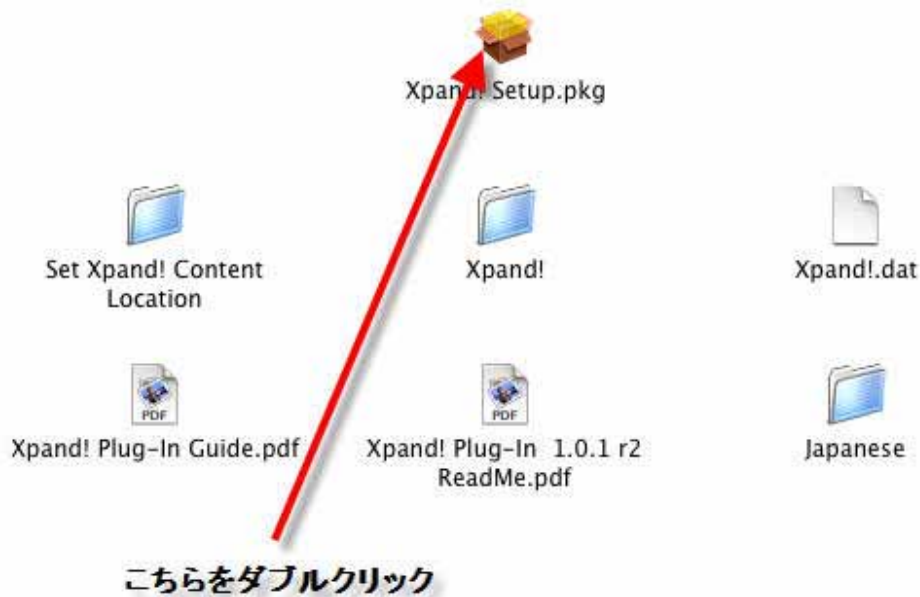 Xpand! Setup.pkg
Set Xpand! Content
Location
Xpand!
Xpand!.dat
Xpand! Plug-In Guide.pdf
Xpand! Plug-In 1.0.1 r2
ReadMe.pdf
Japanese
PDF
PDF
こちらをダブルクリック